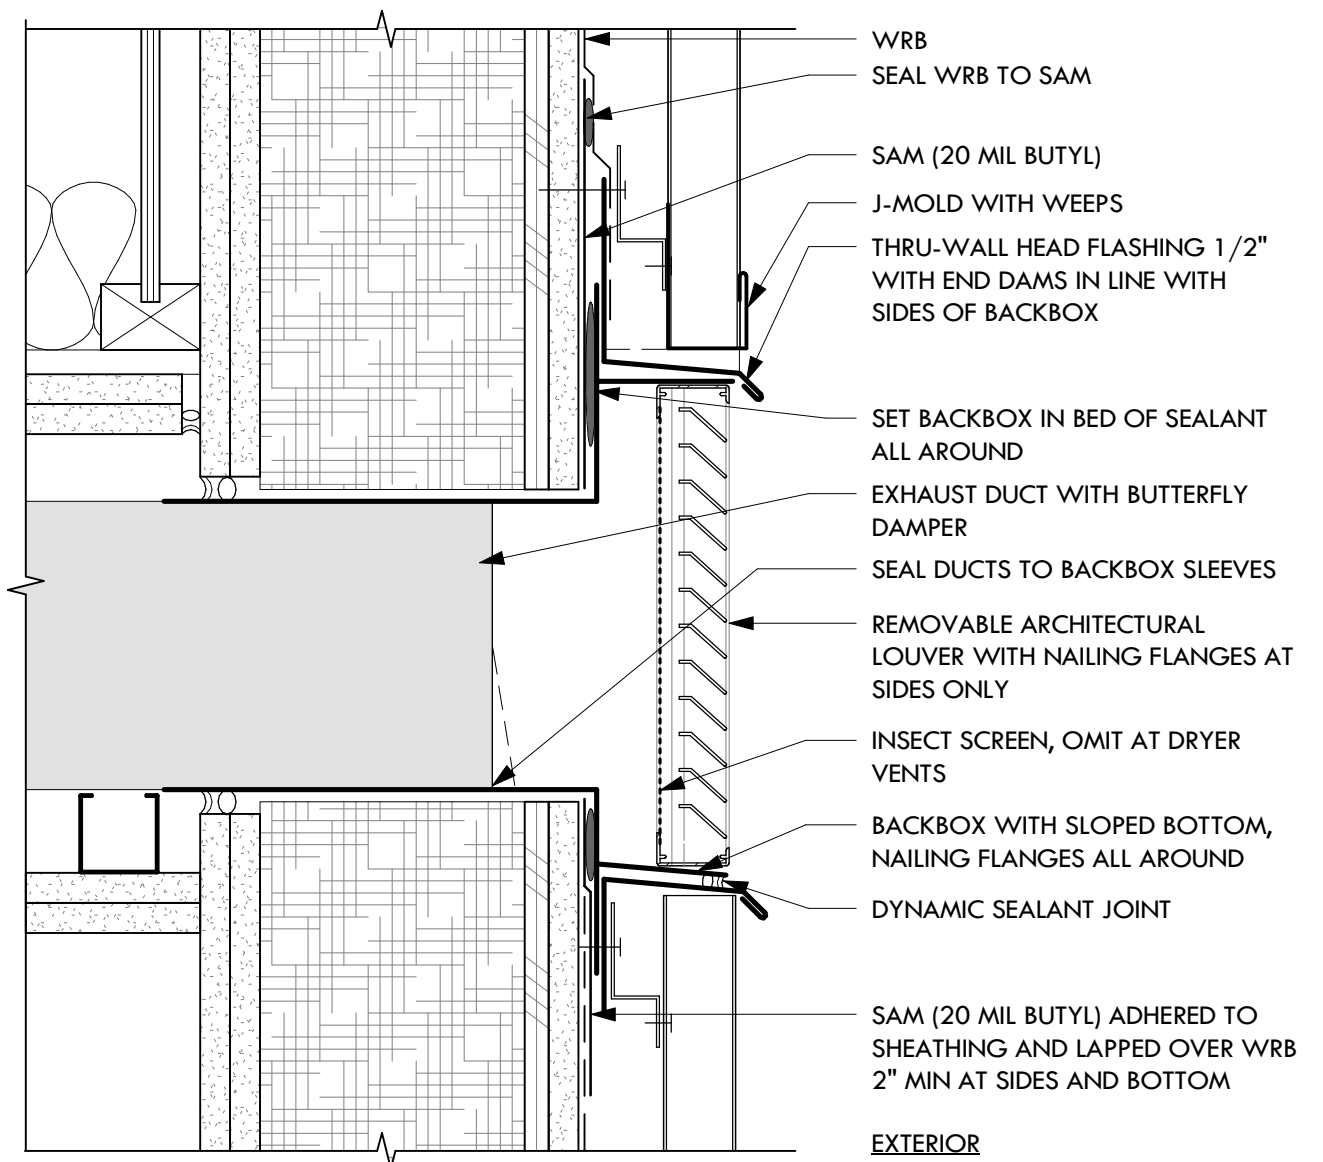 WRB
SEAL WRB TO SAM
SAM (20 MIL BUTYL)
J-MOLD WITH WEEPS
THRU-WALL HEAD FLASHING 1/2"
WITH END DAMS IN LINE WITH
SIDES OF BACKBOX
SET BACKBOX IN BED OF SEALANT
ALL AROUND
EXHAUST DUCT WITH BUTTERFLY
DAMPER
SEAL DUCTS TO BACKBOX SLEEVES
REMOVABLE ARCHITECTURAL
LOUVER WITH NAILING FLANGES AT
SIDES ONLY
INSECT SCREEN, OMIT AT DRYER
VENTS
BACKBOX WITH SLOPED BOTTOM,
NAILING FLANGES ALL AROUND
DYNAMIC SEALANT JOINT
SAM (20 MIL BUTYL) ADHERED TO
SHEATHING AND LAPPED OVER WRB
2" MIN AT SIDES AND BOTTOM
EXTERIOR